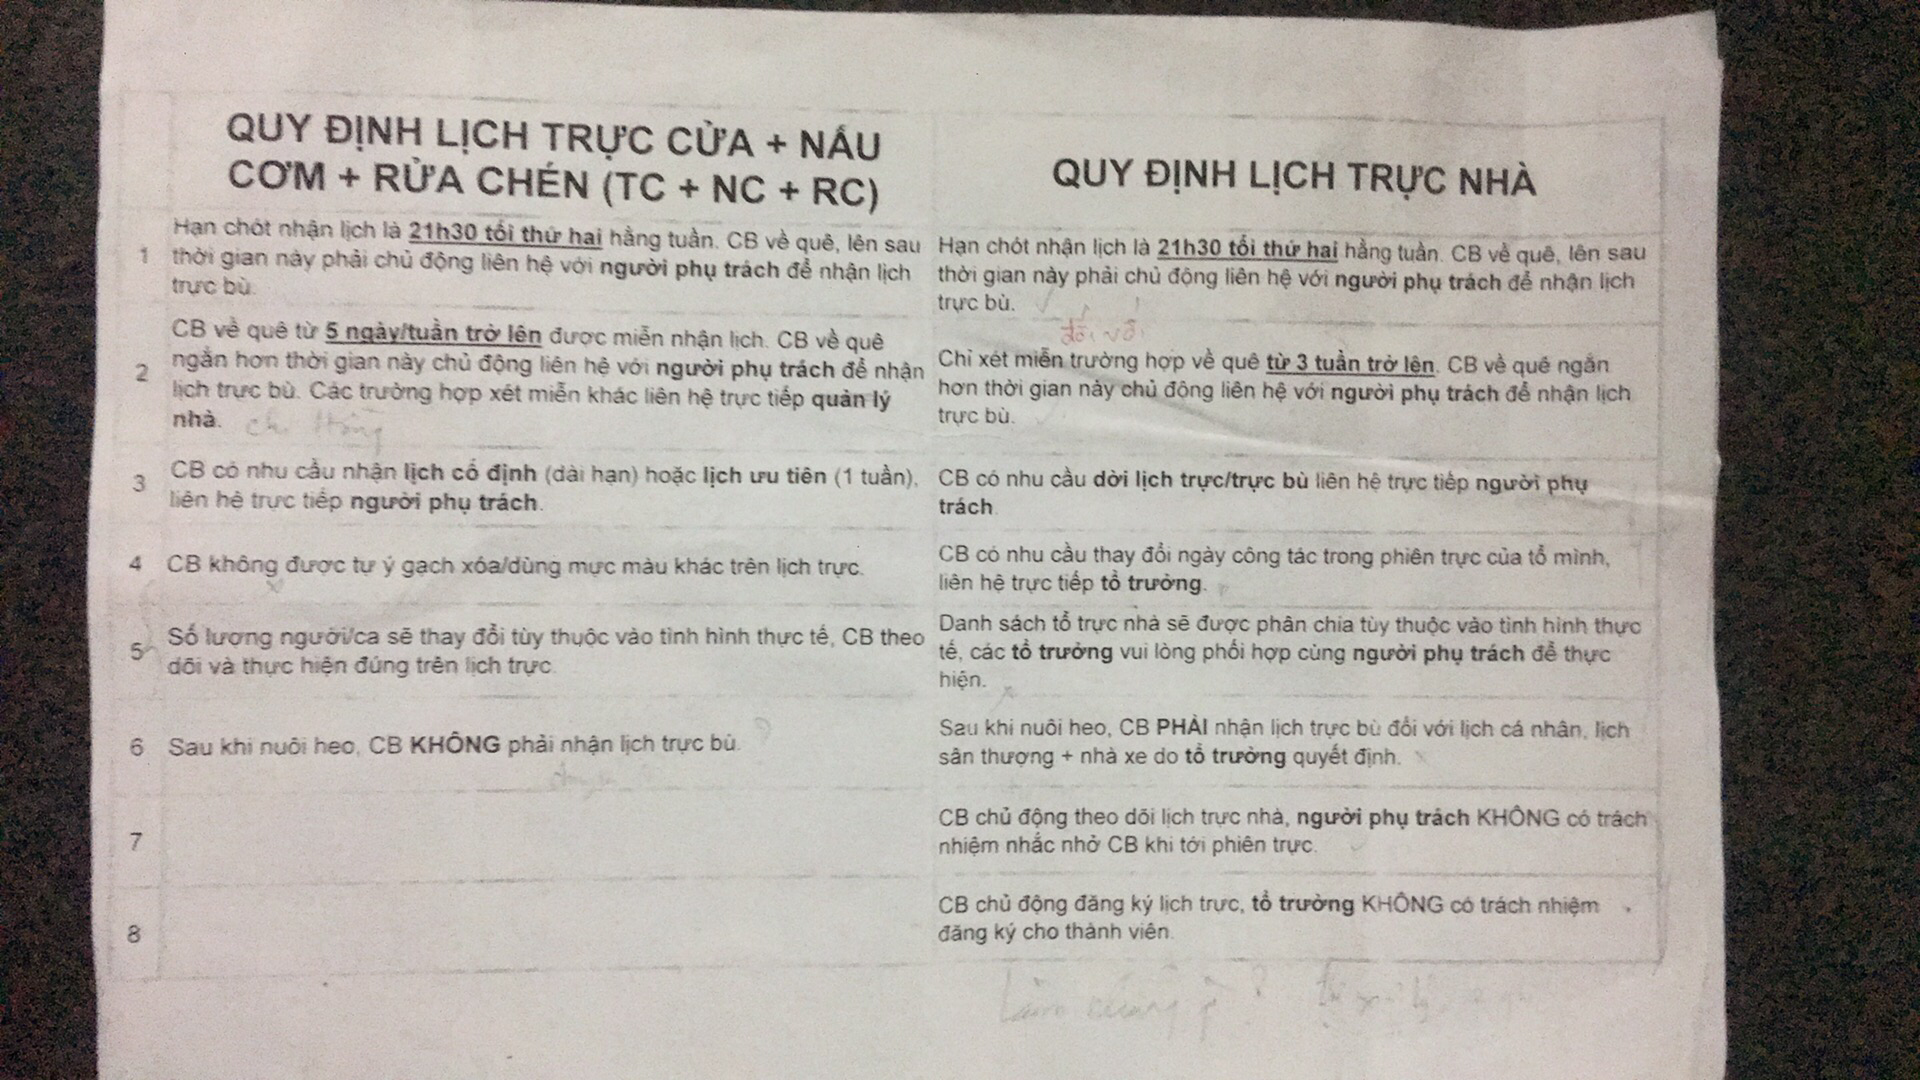 QUY ĐỊNH LỊCH TRỰC CỬA + NẤU
CƠM + RỬA CHÉN (TC + NC + RC)
QUY ĐỊNH LỊCH TRỰC NHÀ
1
Hạn chót nhận lịch là 21h30 tối thứ hai hằng tuần. CB về quê, lên sau
thời gian này phải chủ động liên hệ với người phụ trách để nhận lịch
trực bù.
Hạn chót nhận lịch là 21h30 tối thứ hai hằng tuần. CB về quê, lên sau
thời gian này phải chủ động liên hệ với người phụ trách để nhận lịch
trực bù.
2
CB về quê từ 5 ngày/tuần trở lên được miễn nhận lịch. CB về quê
ngắn hơn thời gian này chủ động liên hệ với người phụ trách để nhận
lịch trực bù. Các trường hợp xét miễn khác liên hệ trực tiếp quản lý
nhà.
đối với
Chỉ xét miễn trường hợp về quê từ 3 tuần trở lên. CB về quê ngắn
hơn thời gian này chủ động liên hệ với người phụ trách để nhận lịch
trực bù.
3
CB có nhu cầu nhận lịch cố định (dài hạn) hoặc lịch ưu tiên (1 tuần),
liên hệ trực tiếp người phụ trách.
CB có nhu cầu dời lịch trực/trực bù liên hệ trực tiếp người phụ
trách
4
CB không được tự ý gạch xóa/dùng mực màu khác trên lịch trực.
CB có nhu cầu thay đổi ngày công tác trong phiên trực của tổ mình,
liên hệ trực tiếp tổ trưởng.
5
Số lượng người/ca sẽ thay đổi tùy thuộc vào tình hình thực tế, CB theo
dõi và thực hiện đúng trên lịch trực.
Danh sách tổ trực nhà sẽ được phân chia tùy thuộc vào tình hình thực
tế, các tổ trưởng vui lòng phối hợp cùng người phụ trách để thực
hiện.
6
Sau khi nuôi heo, CB KHÔNG phải nhận lịch trực bù.
Sau khi nuôi heo, CB PHẢI nhận lịch trực bù đối với lịch cá nhân, lịch
sân thượng + nhà xe do tổ trưởng quyết định.
7
CB chủ động theo dõi lịch trực nhà, người phụ trách KHÔNG có trách
nhiệm nhắc nhở CB khi tới phiên trực.
8
CB chủ động đăng ký lịch trực, tổ trưởng KHÔNG có trách nhiệm
đăng ký cho thành viên.